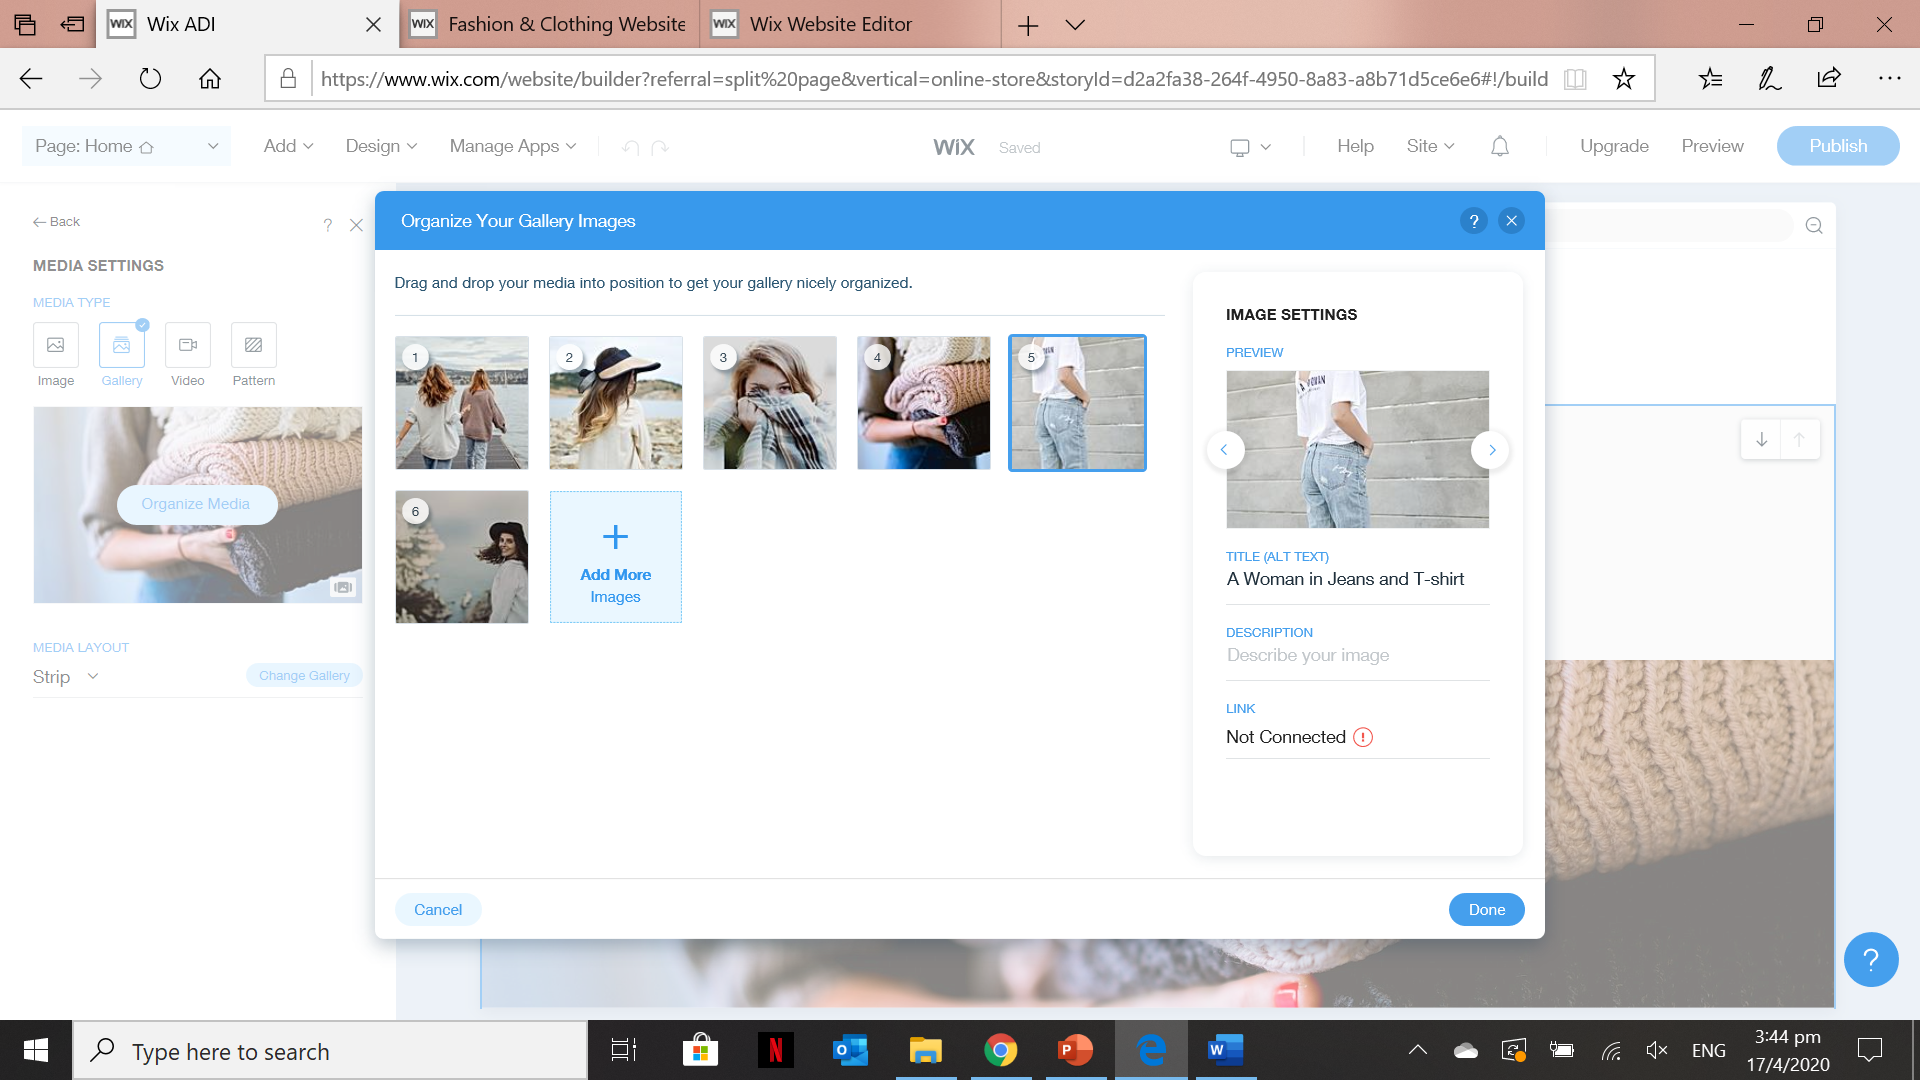 WIX Wix ADI
WIX Fashion & Clothing Website
WIX Wix Website Editor
https://www.wix.com/website/builder?referral=split%20page&vertical=online-store&storyId=d2a2fa38-264f-4950-8a83-a8b71d5ce6e6#!/build
Page: Home
Add
Design
Manage Apps
WiX
Saved
Help
Site
Upgrade
Preview
Publish
Back
?
MEDIA SETTINGS
MEDIA TYPE
Image
Gallery
Video
Pattern
Organize Media
MEDIA LAYOUT
Strip
Change Gallery
Organize Your Gallery Images
?
Drag and drop your media into position to get your gallery nicely organized.
1
2
3
4
5
6
Add More
Images
IMAGE SETTINGS
PREVIEW
TITLE (ALT TEXT)
A Woman in Jeans and T-shirt
DESCRIPTION
Describe your image
LINK
Not Connected
Cancel
Done
?
Type here to search
N
O
P
W
ENG
3:44 pm
17/4/2020